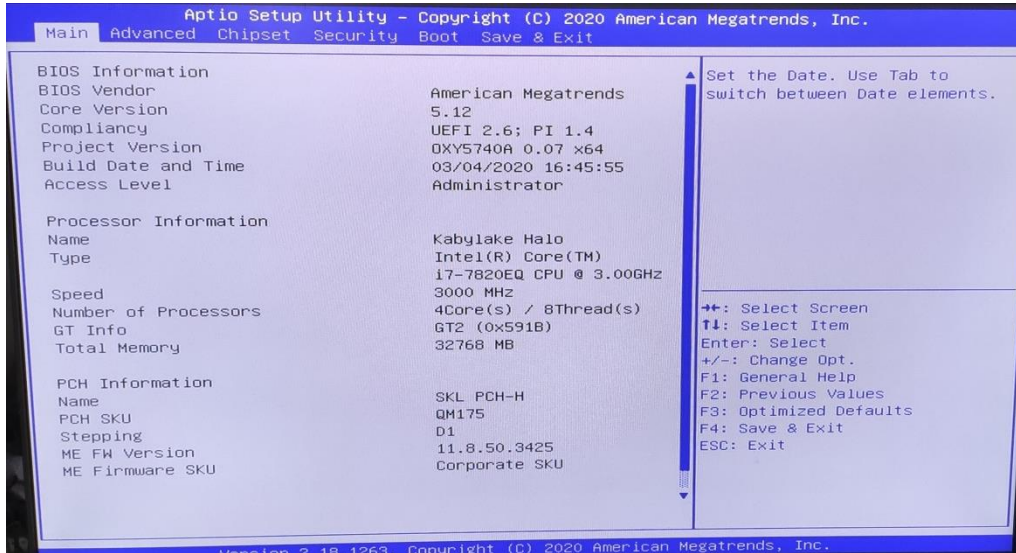 Aptio Setup Utility – Copyright (C) 2020 American Megatrends, Inc.
Main Advanced Chipset Security Boot Save & Exit
BIOS Information
BIOS Vendor American Megatrends
Core Version 5.12
Compliancy UEFI 2.6; PI 1.4
Project Version OXY5740A 0.07 x64
Build Date and Time 03/04/2020 16:45:55
Access Level Administrator
Processor Information
Name Kabylake Halo
Type Intel(R) Core(TM)
i7-7820EQ CPU @ 3.00GHz
Speed 3000 MHz
Number of Processors 4Core(s) / 8Thread(s)
GT Info GT2 (0x591B)
Total Memory 32768 MB
PCH Information
Name SKL PCH-H
PCH SKU QM175
Stepping D1
ME FW Version 11.8.50.3425
ME Firmware SKU Corporate SKU
Set the Date. Use Tab to
switch between Date elements.
→←: Select Screen
↑↓: Select Item
Enter: Select
+/-: Change Opt.
F1: General Help
F2: Previous Values
F3: Optimized Defaults
F4: Save & Exit
ESC: Exit
Version 2.18.1263. Copyright (C) 2020 American Megatrends, Inc.